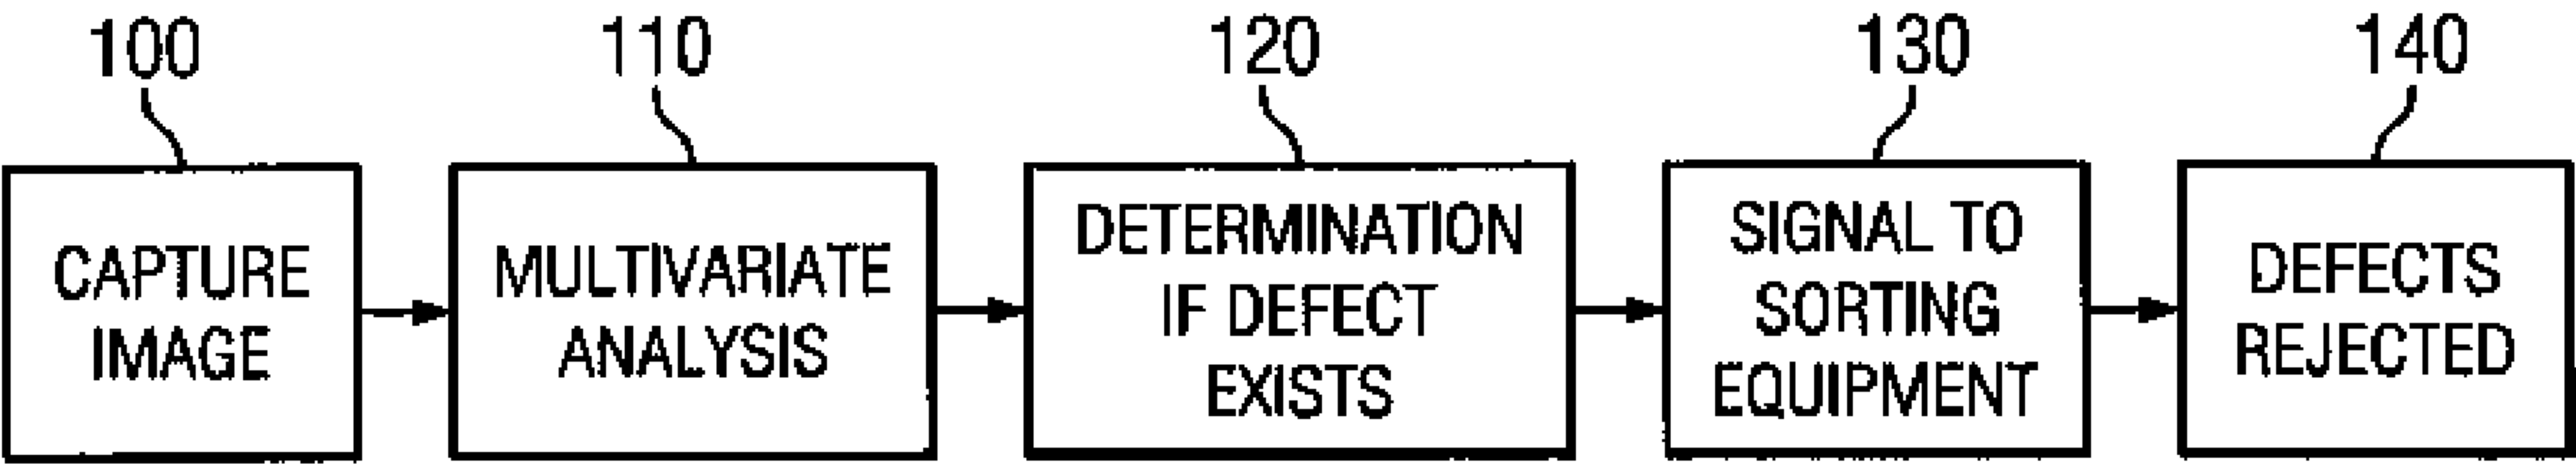 100
110
120
130
140
CAPTURE
IMAGE
MULTIVARIATE
ANALYSIS
DETERMINATION
IF DEFECT
EXISTS
SIGNAL TO
SORTING
EQUIPMENT
DEFECTS
REJECTED